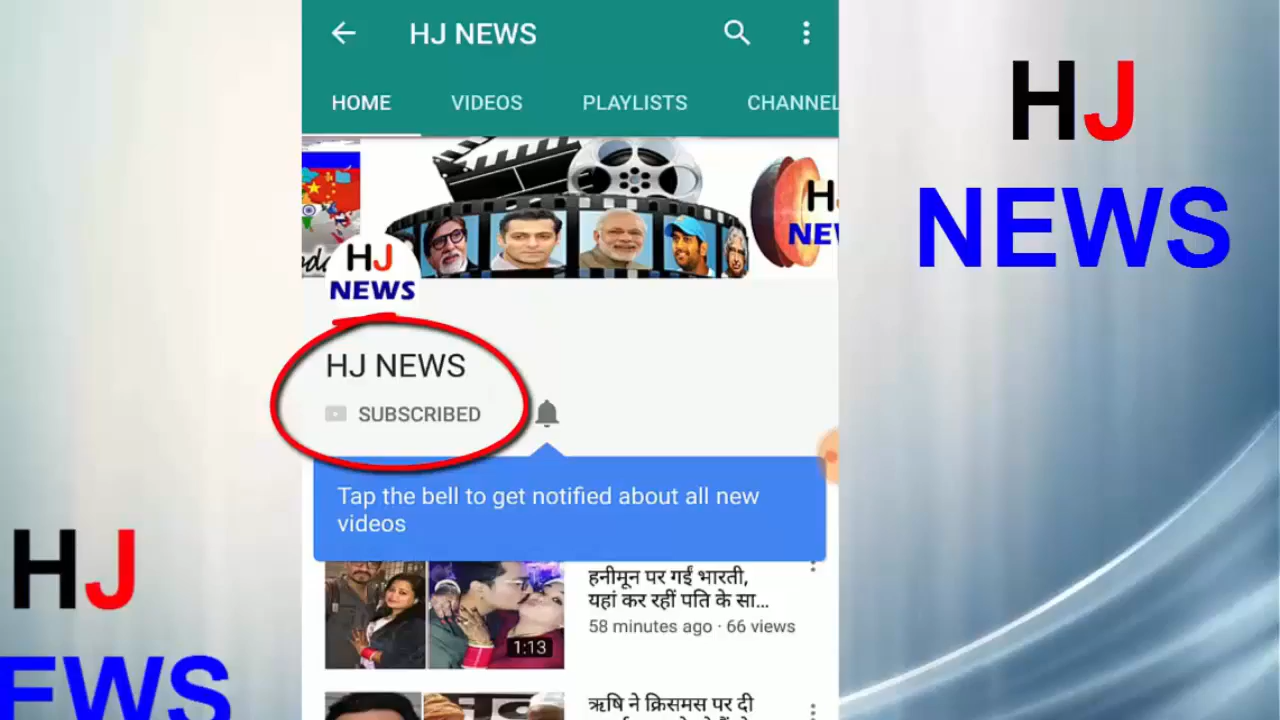 HJ NEWS
HOME VIDEOS PLAYLISTS CHANNEL
HJ
NEWS
HJ
NEWS
HJ NEWS
SUBSCRIBED
Tap the bell to get notified about all new
videos
हनीमून पर गईं भारती,
यहां कर रहीं पति के सा...
58 minutes ago · 66 views
1:13
ऋषि ने क्रिसमस पर दी
HJ
NEWS